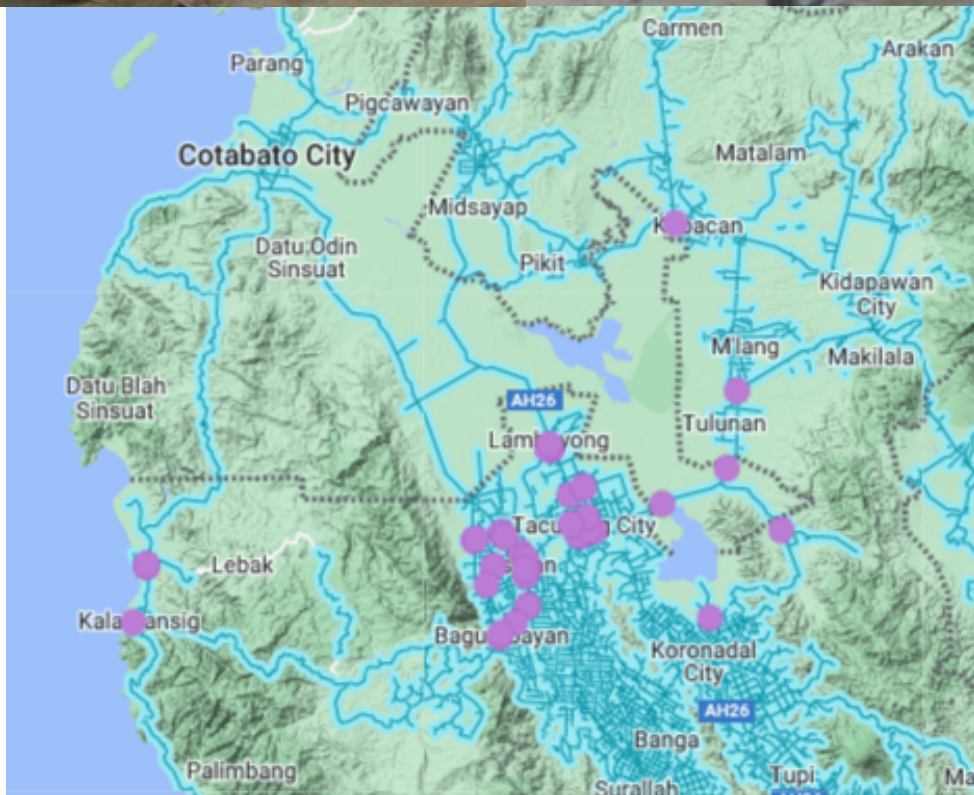 Carmen
Arakan
Parang
Pigcawayan
Cotabato City
Matalam
Midsayap
Datu Odin
Sinsuat
Pikit
Kidapawan
City
M'lang
Makilala
Datu Blah
Sinsuat
AH26
Tulunan
City
Lebak
Koronadal
City
AH26
Banga
Palimbang
Tupi
Surallah